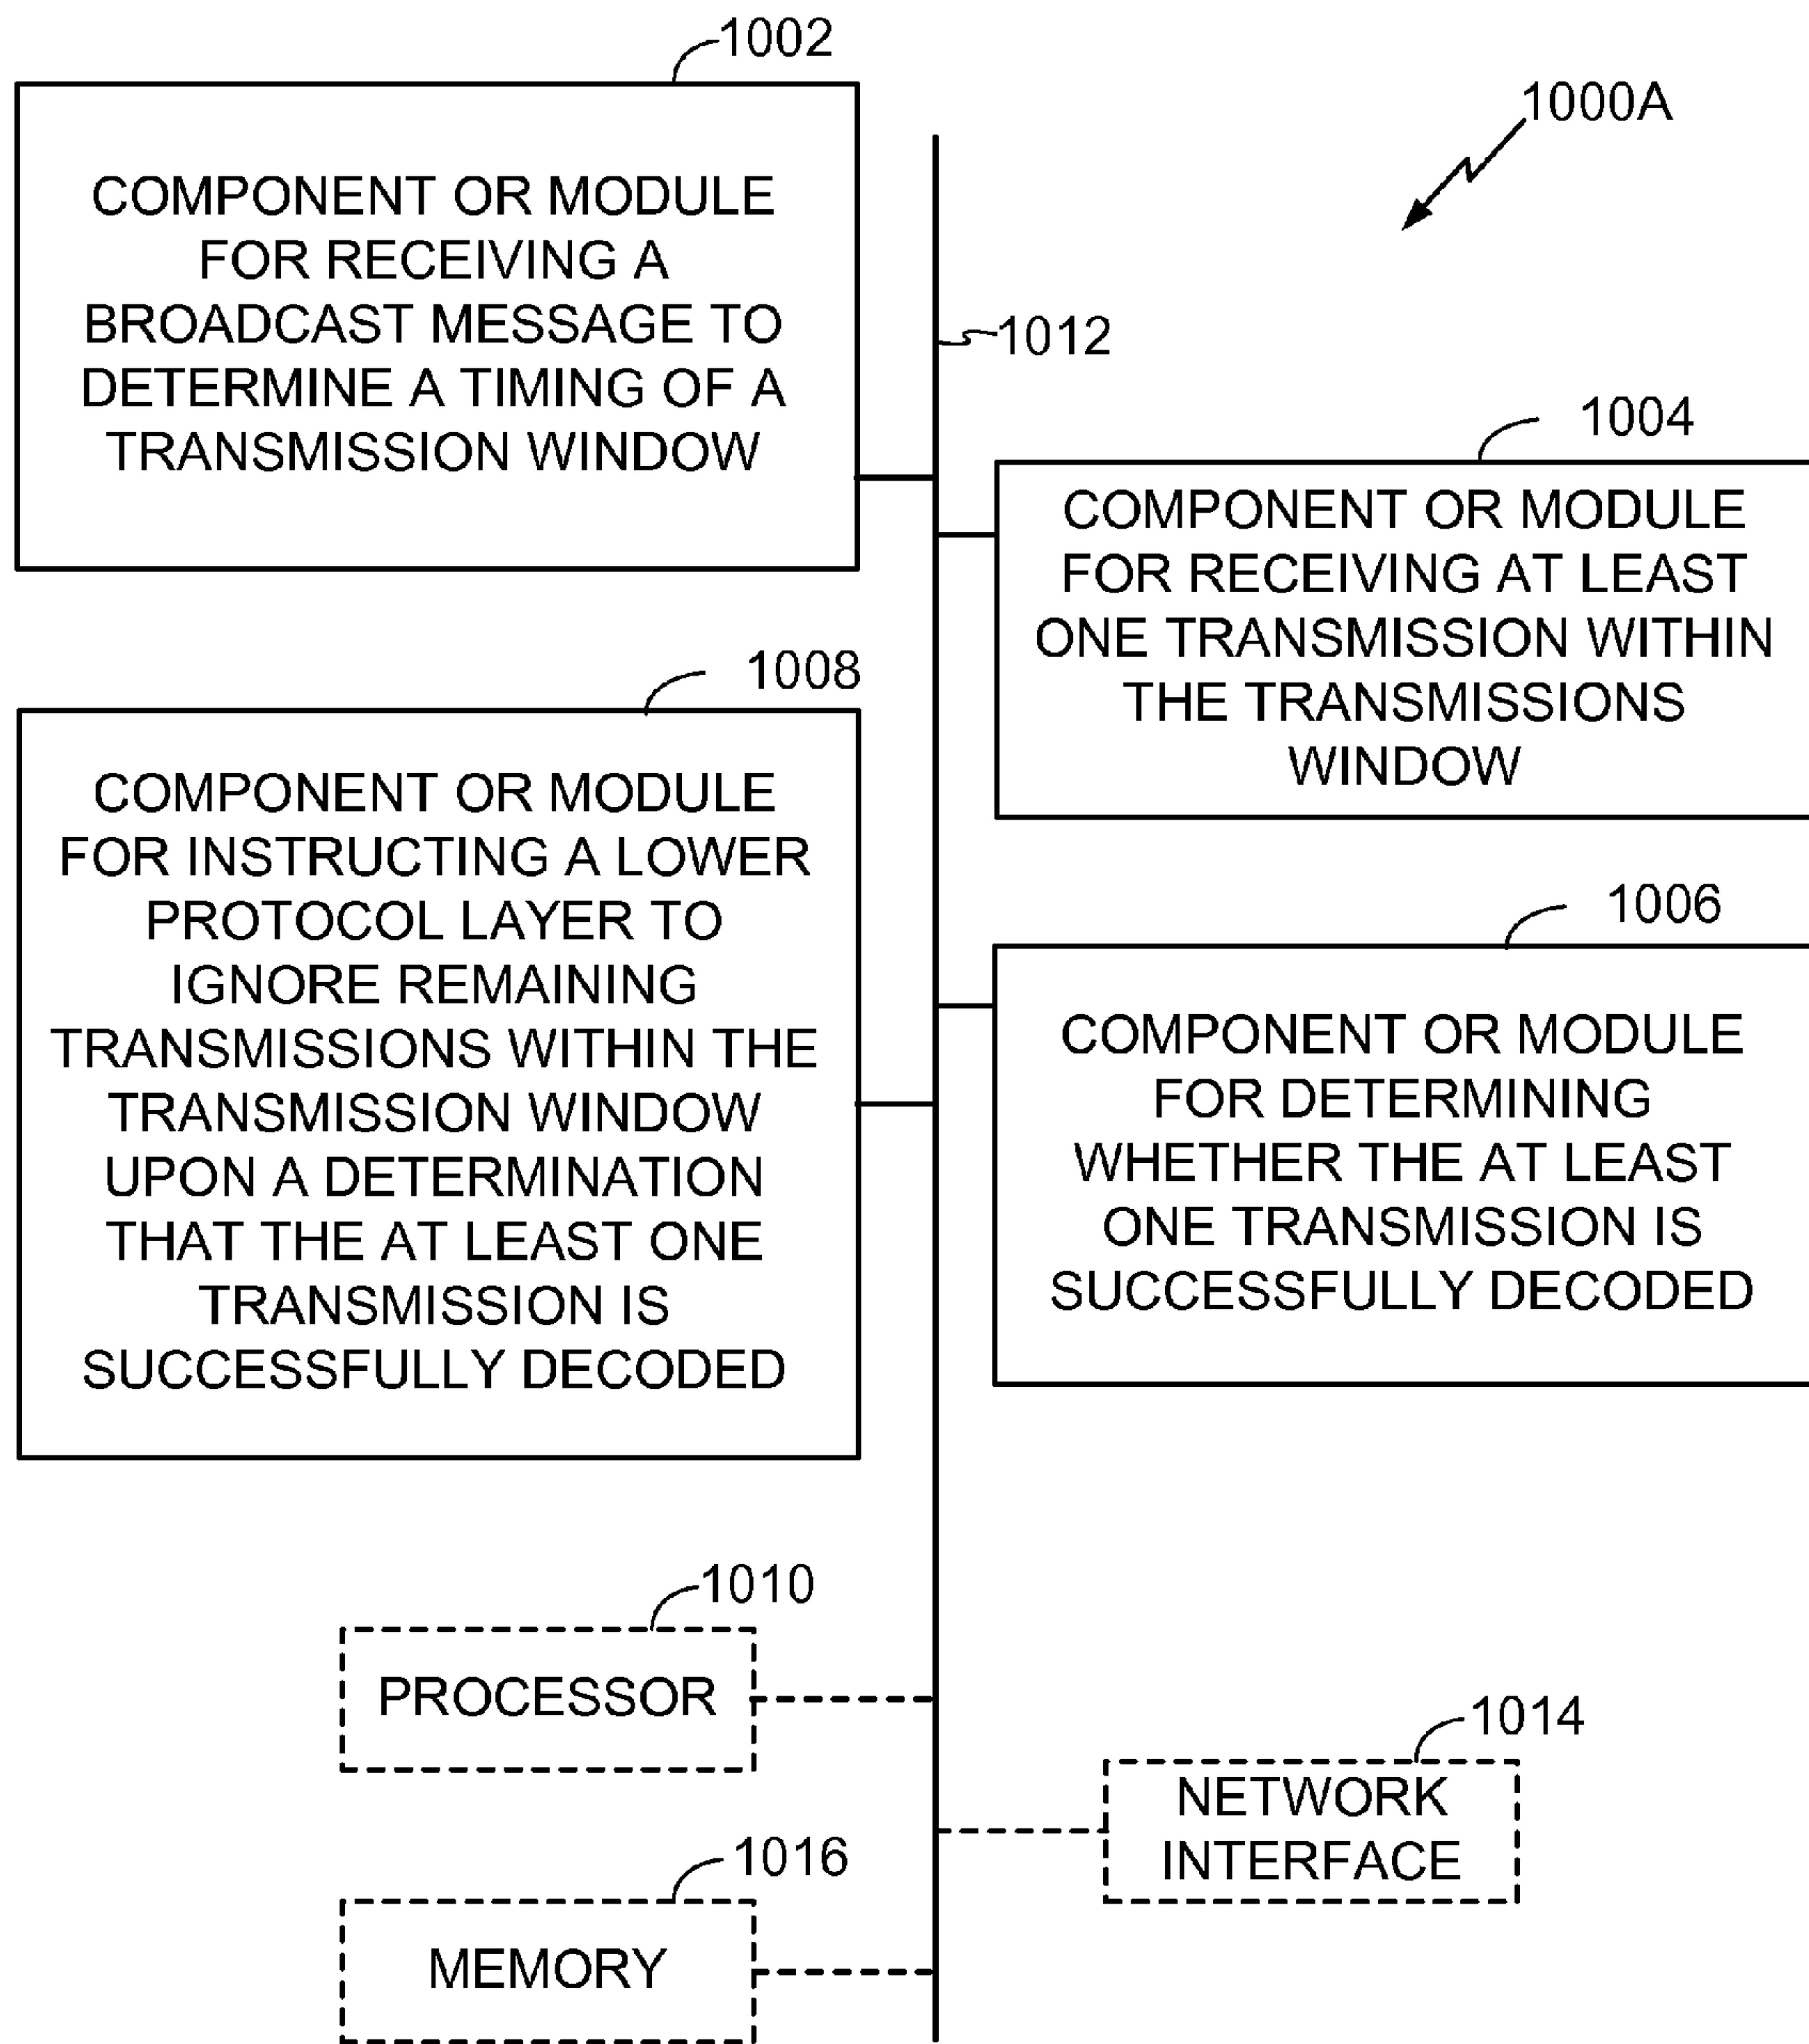 1002
COMPONENT OR MODULE
FOR RECEIVING A
BROADCAST MESSAGE TO
DETERMINE A TIMING OF A
TRANSMISSION WINDOW
1000A
1012
1004
COMPONENT OR MODULE
FOR RECEIVING AT LEAST
ONE TRANSMISSION WITHIN
THE TRANSMISSIONS
WINDOW
1008
COMPONENT OR MODULE
FOR INSTRUCTING A LOWER
PROTOCOL LAYER TO
IGNORE REMAINING
TRANSMISSIONS WITHIN THE
TRANSMISSION WINDOW
UPON A DETERMINATION
THAT THE AT LEAST ONE
TRANSMISSION IS
SUCCESSFULLY DECODED
1006
COMPONENT OR MODULE
FOR DETERMINING
WHETHER THE AT LEAST
ONE TRANSMISSION IS
SUCCESSFULLY DECODED
1010
PROCESSOR
1014
NETWORK
INTERFACE
1016
MEMORY